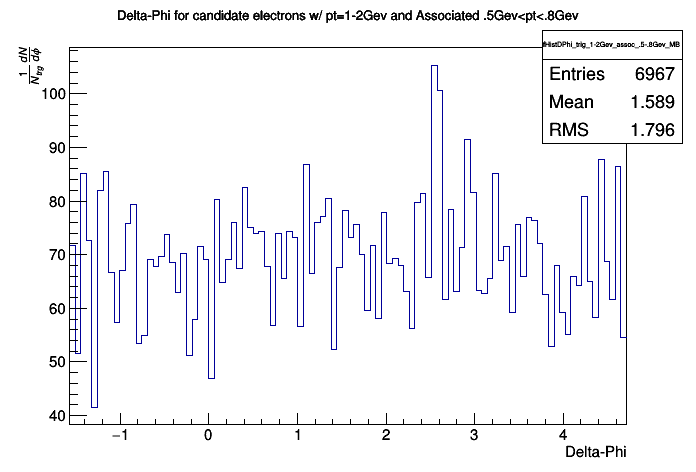 Delta-Phi for candidate electrons w/ pt=1-2Gev and Associated .5Gev<pt<.8Gev
1 dN
N_trg dϕ
fHistDPhi_trig_1-2Gev_assoc_.5-.8Gev_MB
Entries 6967
Mean 1.589
RMS 1.796
100
90
80
70
60
50
40
−1 0 1 2 3 4
Delta-Phi